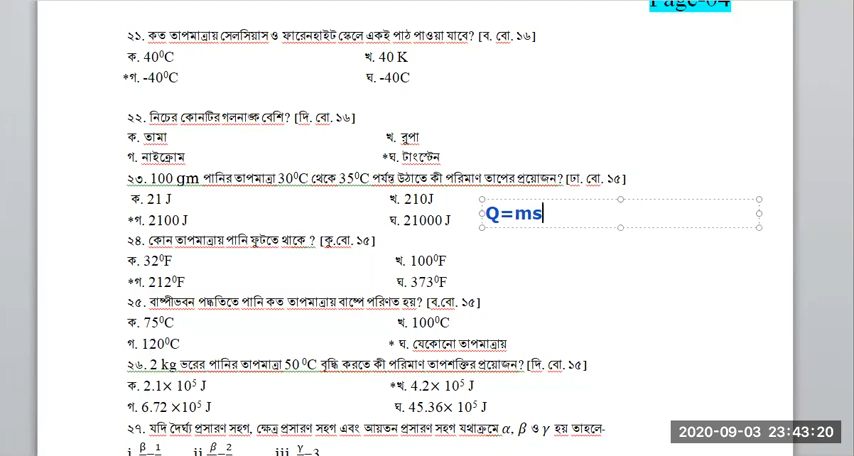 Page-04
২১. কত তাপমাত্রায় সেলসিয়াস ও ফারেনহাইট স্কেলে একই পাঠ পাওয়া যাবে? [ব. বো. ১৬]
ক. 40⁰C খ. 40 K
*গ. -40⁰C ঘ. -40C
২২. নিচের কোনটির গলনাঙ্ক বেশি? [দি. বো. ১৬]
ক. তামা খ. রুপা
গ. নাইক্রোম *ঘ. টাংস্টেন
২৩. 100 gm পানির তাপমাত্রা 30⁰C থেকে 35⁰C পর্যন্ত উঠাতে কী পরিমাণ তাপের প্রয়োজন? [ঢা. বো. ১৫]
ক. 21 J খ. 210J
*গ. 2100 J ঘ. 21000 J
Q=ms
২৪. কোন তাপমাত্রায় পানি ফুটতে থাকে ? [কু.বো. ১৫]
ক. 32⁰F খ. 100⁰F
*গ. 212⁰F ঘ. 373⁰F
২৫. বাষ্পীভবন পদ্ধতিতে পানি কত তাপমাত্রায় বাষ্পে পরিণত হয়? [ব.বো. ১৫]
ক. 75⁰C খ. 100⁰C
গ. 120⁰C * ঘ. যেকোনো তাপমাত্রায়
২৬. 2 kg ভরের পানির তাপমাত্রা 50 ⁰C বৃদ্ধি করতে কী পরিমাণ তাপশক্তির প্রয়োজন? [দি. বো. ১৫]
ক. 2.1× 10⁵ J *খ. 4.2× 10⁵ J
গ. 6.72 ×10⁵ J ঘ. 45.36× 10⁵ J
২৭. যদি দৈর্ঘ্য প্রসারণ সহগ, ক্ষেত্র প্রসারণ সহগ এবং আয়তন প্রসারণ সহগ যথাক্রমে α, β ও γ হয় তাহলে-
2020-09-03 23:43:20